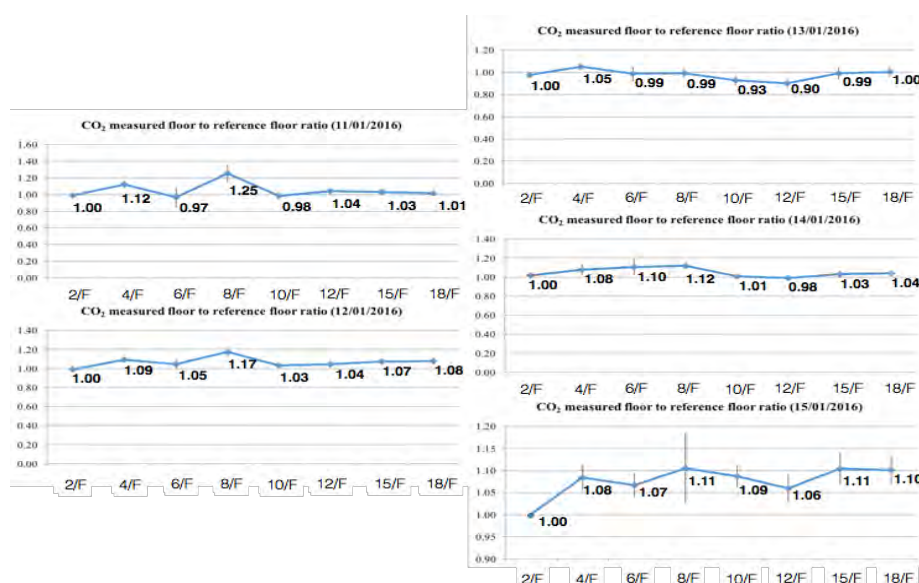 CO₂ measured floor to reference floor ratio (11/01/2016)
1.60
1.40
1.20
1.00
0.80
0.60
0.40
0.20
0.00
1.00 1.12 0.97 1.25 0.98 1.04 1.03 1.01
2/F 4/F 6/F 8/F 10/F 12/F 15/F 18/F
CO₂ measured floor to reference floor ratio (12/01/2016)
1.40
1.20
1.00
0.80
0.60
0.40
0.20
0.00
1.00 1.09 1.05 1.17 1.03 1.04 1.07 1.08
2/F 4/F 6/F 8/F 10/F 12/F 15/F 18/F
CO₂ measured floor to reference floor ratio (13/01/2016)
1.20
1.00
0.80
0.60
0.40
0.20
0.00
1.00 1.05 0.99 0.99 0.93 0.90 0.99 1.00
2/F 4/F 6/F 8/F 10/F 12/F 15/F 18/F
CO₂ measured floor to reference floor ratio (14/01/2016)
1.40
1.20
1.00
0.80
0.60
0.40
0.20
0.00
1.00 1.08 1.10 1.12 1.01 0.98 1.03 1.04
2/F 4/F 6/F 8/F 10/F 12/F 15/F 18/F
CO₂ measured floor to reference floor ratio (15/01/2016)
1.20
1.15
1.10
1.05
1.00
0.95
0.90
1.00 1.08 1.07 1.11 1.09 1.06 1.11 1.10
2/F 4/F 6/F 8/F 10/F 12/F 15/F 18/F